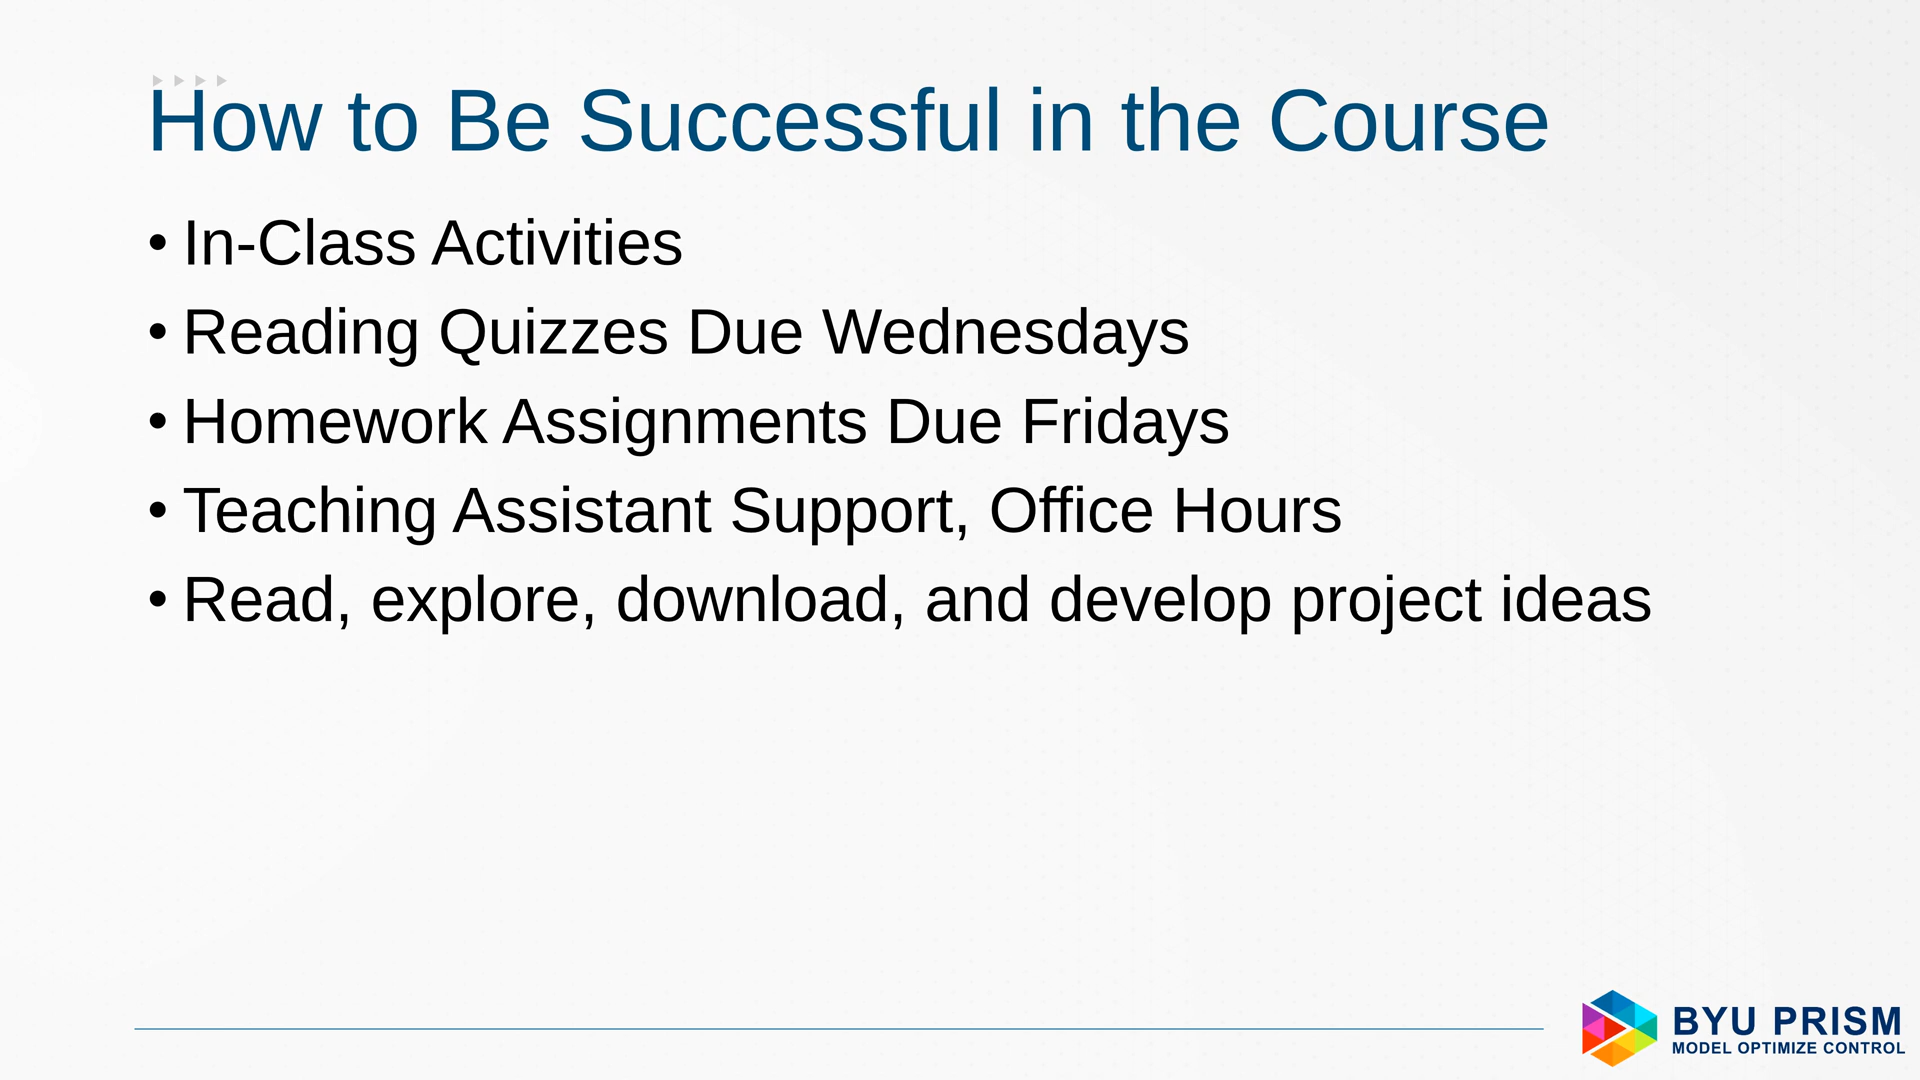 How to Be Successful in the Course
• In-Class Activities
• Reading Quizzes Due Wednesdays
• Homework Assignments Due Fridays
• Teaching Assistant Support, Office Hours
• Read, explore, download, and develop project ideas
BYU PRISM
MODEL OPTIMIZE CONTROL